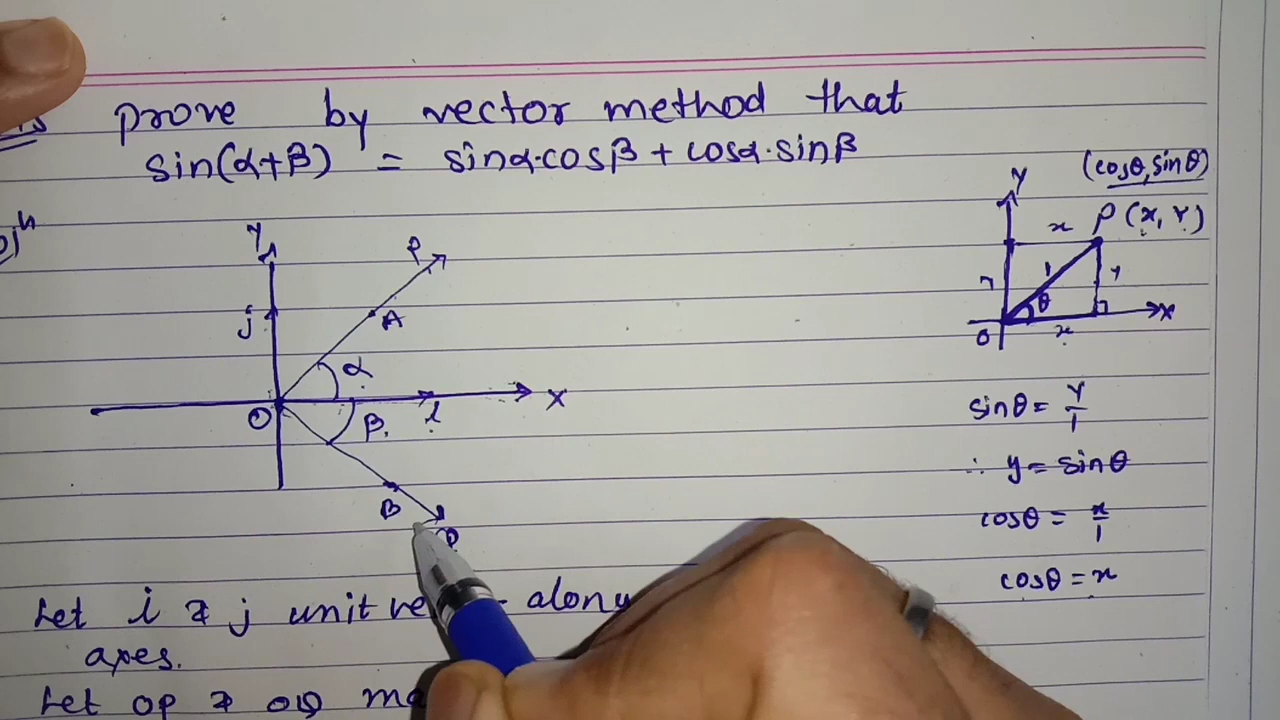 prove by vector method that
sin(α+β) = sinα·cosβ + cosα·sinβ
Y
P
A
j
α
O
i
X
β
B
Q
(cosθ, sinθ)
Y
x
P (x, Y)
1
y
θ
O
x
X
sinθ = Y/1
∴ y = sinθ
cosθ = x/1
cosθ = x
Let i & j unit along
axes.
Let OP & OQ